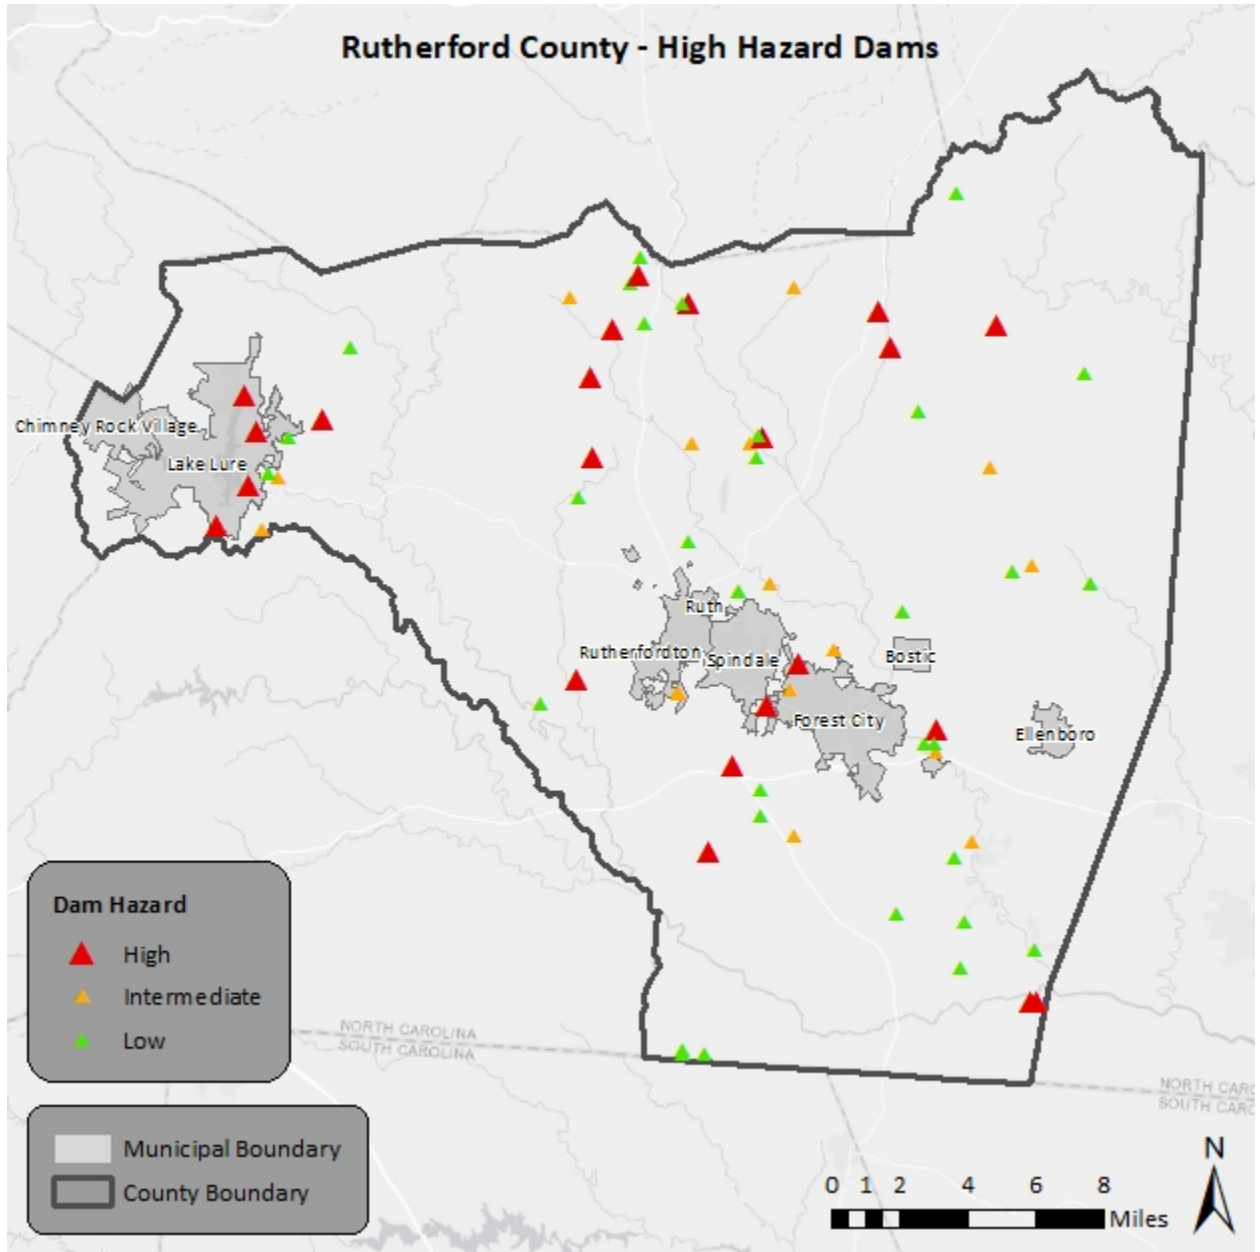 Rutherford County - High Hazard Dams
Chimney Rock Village
Lake Lure
Ruth
Rutherfordton
Spindale
Bostic
Forest City
Ellenboro
Dam Hazard
High
Intermediate
Low
NORTH CAROLINA
SOUTH CAROLINA
NORTH CARO
SOUTH CARO
Municipal Boundary
County Boundary
0 1 2 4 6 8
Miles
N